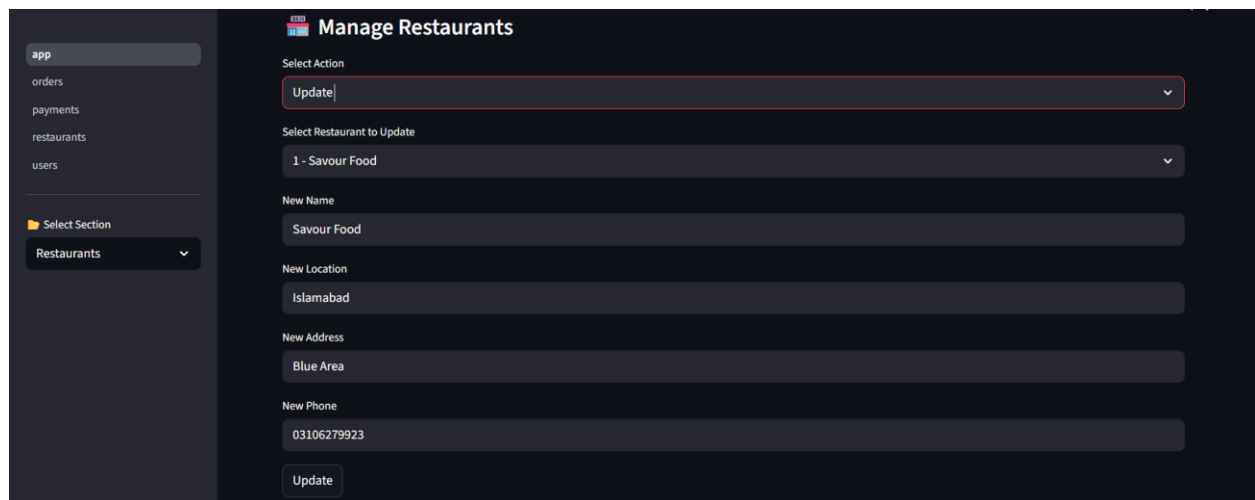 app
orders
payments
restaurants
users
Select Section
Restaurants
Manage Restaurants
Select Action
Update
Select Restaurant to Update
1 - Savour Food
New Name
Savour Food
New Location
Islamabad
New Address
Blue Area
New Phone
03106279923
Update